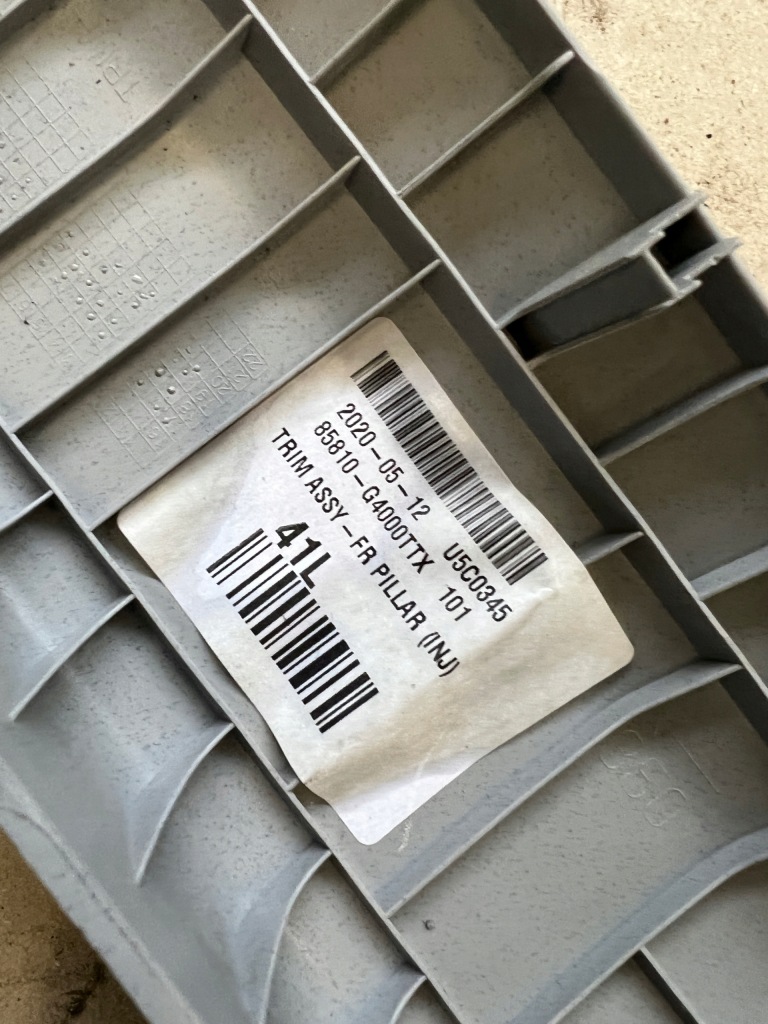 2020-05-12 U5C0345
85810-G4000TTX 101
TRIM ASSY-FR PILLAR (INJ)
41L